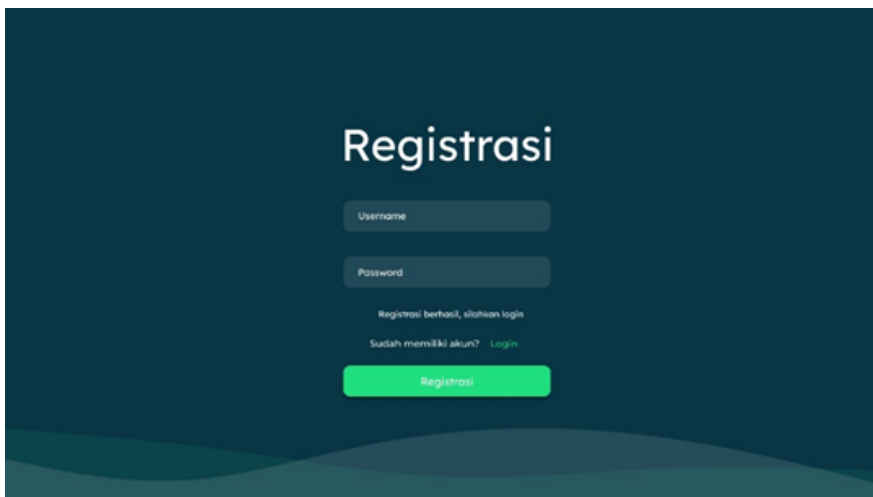 Registrasi
Username
Password
Registrasi berhasil, silahkan login
Sudah memiliki akun? Login
Registrasi